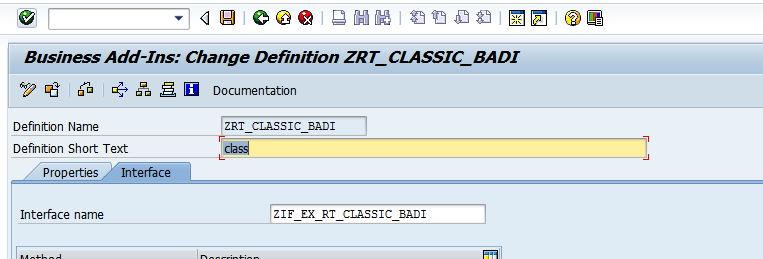 Business Add-Ins: Change Definition ZRT_CLASSIC_BADI
Documentation
Definition Name ZRT_CLASSIC_BADI
Definition Short Text class
Properties Interface
Interface name ZIF_EX_RT_CLASSIC_BADI
Method Description